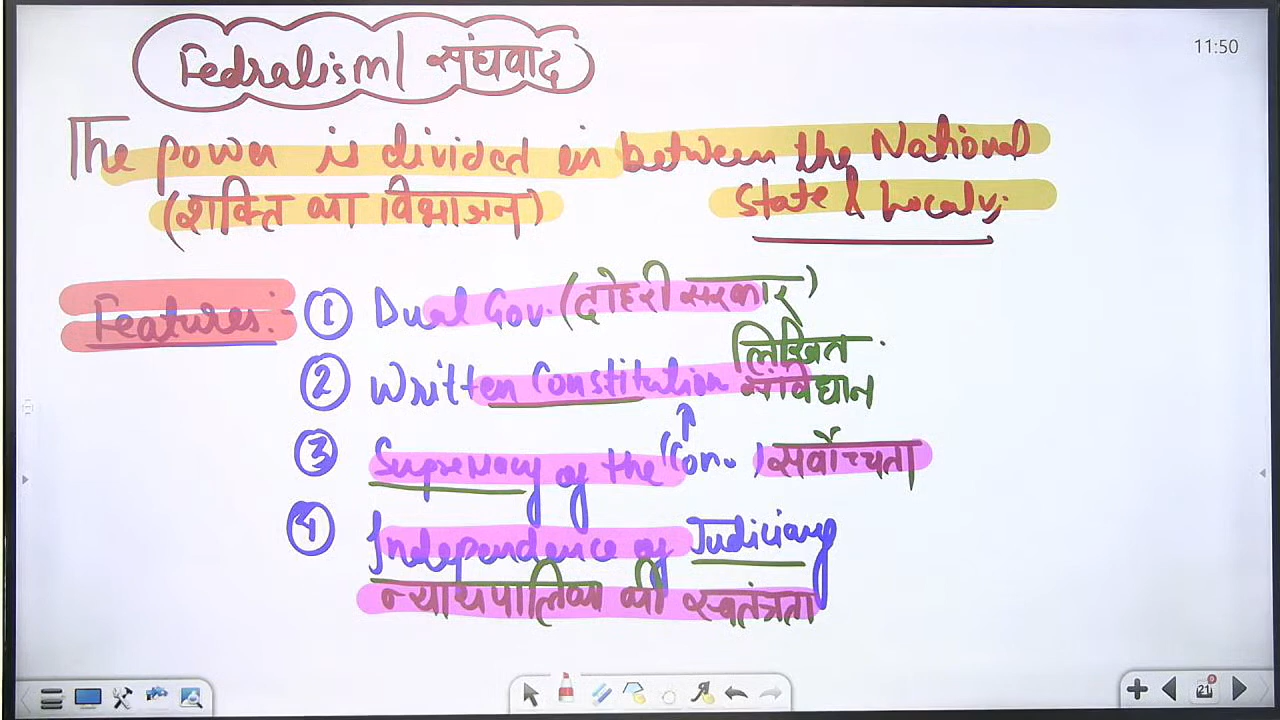 11:50
Fedralism | संघवाद
The power is divided in between the National
(शक्ति का विभाजन) State & Local
Features:- ① Dual Gov. (दोहरी सरकार)
लिखित
② Written Constitution संविधान
③ Supremacy of the (Con.) सर्वोच्चता
④ Independence of Judiciary
न्यायपालिका की स्वतंत्रता
21